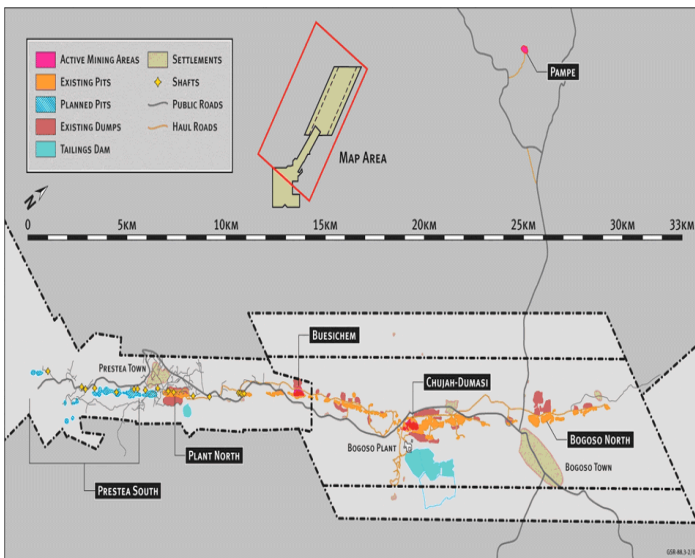 Active Mining Areas
Existing Pits
Planned Pits
Existing Dumps
Tailings Dam
Settlements
Shafts
Public Roads
Haul Roads
Map Area
Pampe
N
0 5km 10km 15km 20km 25km 30km 33km
Buesichem
Prestea Town
Chujah-Dumasi
Bogoso Plant
Bogoso North
Plant North
Bogoso Town
Prestea South